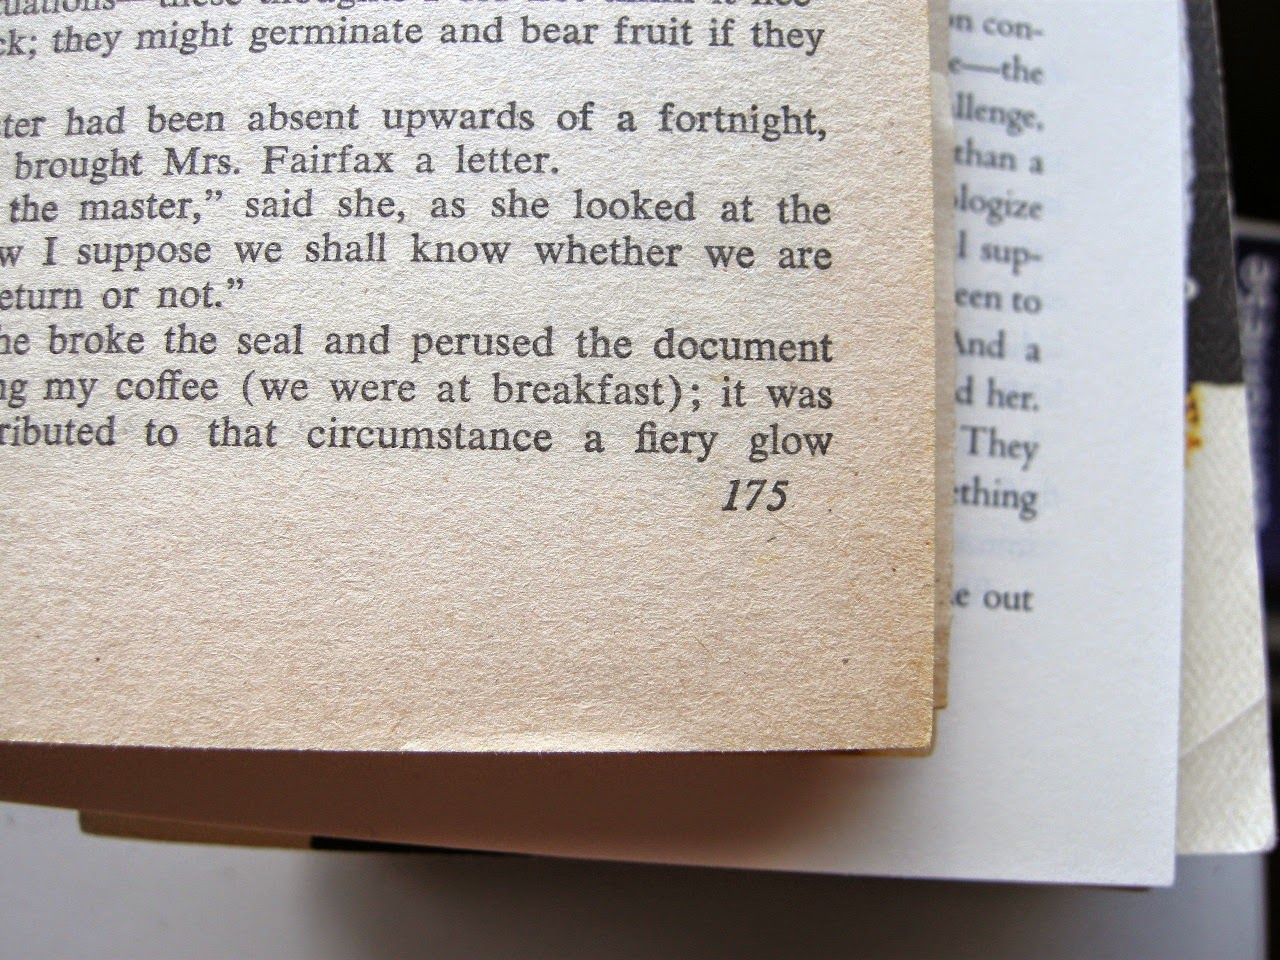 ck; they might germinate and bear fruit if they
ter had been absent upwards of a fortnight,
brought Mrs. Fairfax a letter.
the master,” said she, as she looked at the
w I suppose we shall know whether we are
eturn or not.”
he broke the seal and perused the document
ng my coffee (we were at breakfast); it was
ributed to that circumstance a fiery glow
175
n con-
e—the
llenge.
than a
logize
I sup-
een to
And a
d her.
They
ething
e out